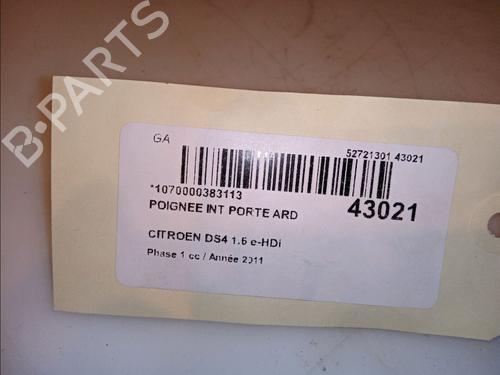 B-PARTS
GA
52721301 43021
*1070000383113
POIGNEE INT PORTE ARD
43021
CITROEN DS4 1.6 e-HDi
Phase 1 cc / Année 2011